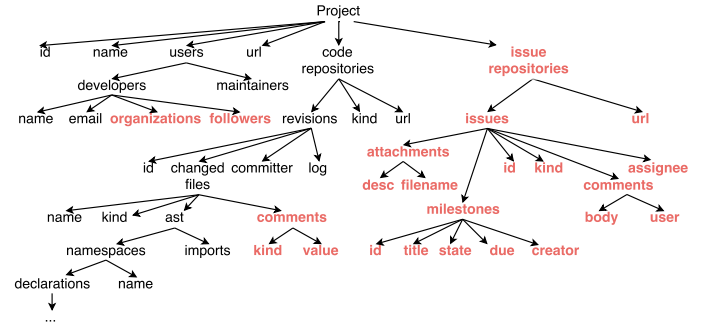 Project
id name users url code repositories issue repositories
developers maintainers
name email organizations followers revisions kind url issues url
attachments
id changed files committer log id kind assignee
desc filename comments
name kind ast comments milestones body user
namespaces imports kind value id title state due creator
declarations name
...